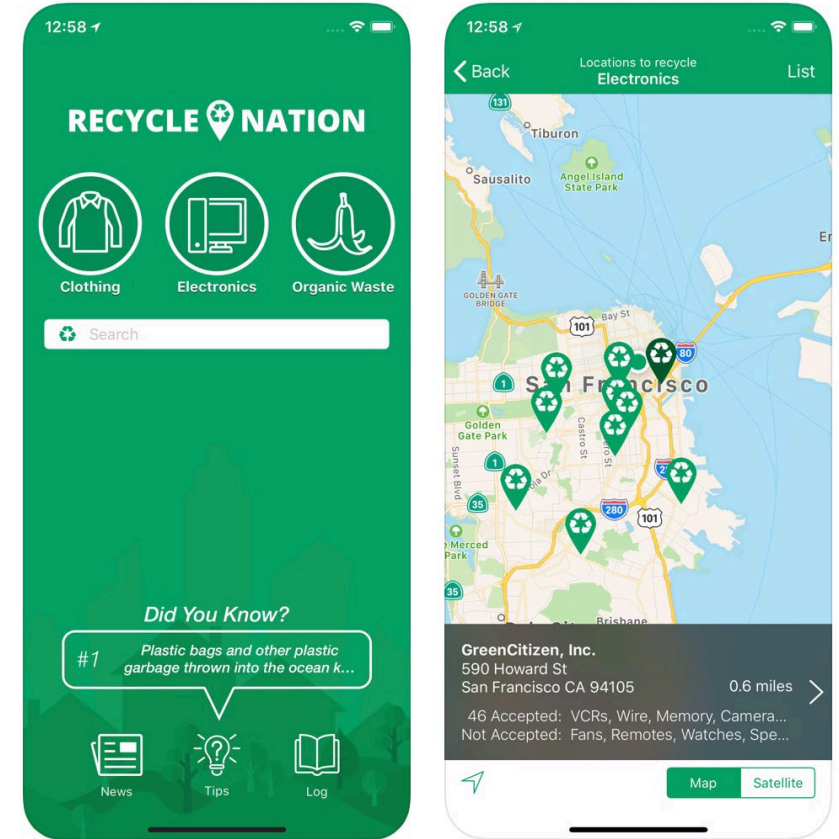 12:58
RECYCLE NATION
Clothing
Electronics
Organic Waste
Search
Did You Know?
#1
Plastic bags and other plastic
garbage thrown into the ocean k...
News
Tips
Log
12:58
Back
Locations to recycle
Electronics
List
131
Tiburon
Sausalito
Angel Island
State Park
GOLDEN GATE
BRIDGE
Bay St
101
80
1
San Francisco
Golden
Gate Park
Castro St
Sunset Blvd
1
35
280
101
Merced
Park
35
Brisbane
GreenCitizen, Inc.
590 Howard St
San Francisco CA 94105
0.6 miles
46 Accepted: VCRs, Wire, Memory, Camera...
Not Accepted: Fans, Remotes, Watches, Spe...
Map
Satellite